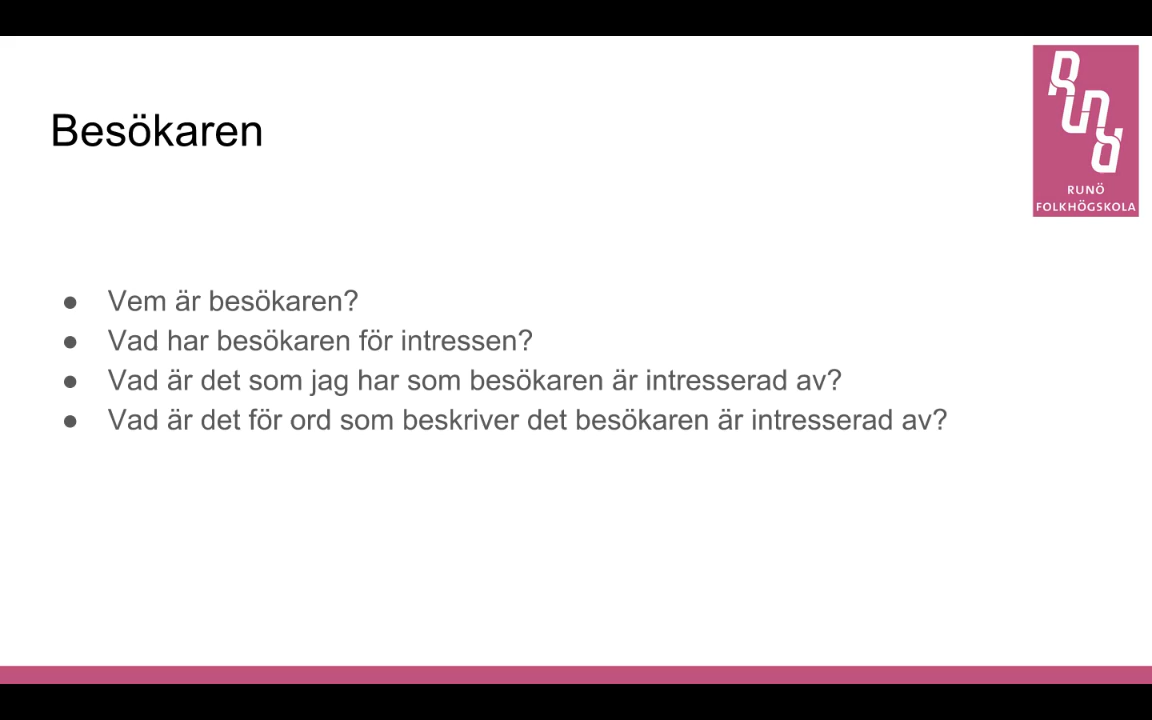 Besökaren
RUNÖ
RUNÖ
FOLKHÖGSKOLA
● Vem är besökaren?
● Vad har besökaren för intressen?
● Vad är det som jag har som besökaren är intresserad av?
● Vad är det för ord som beskriver det besökaren är intresserad av?